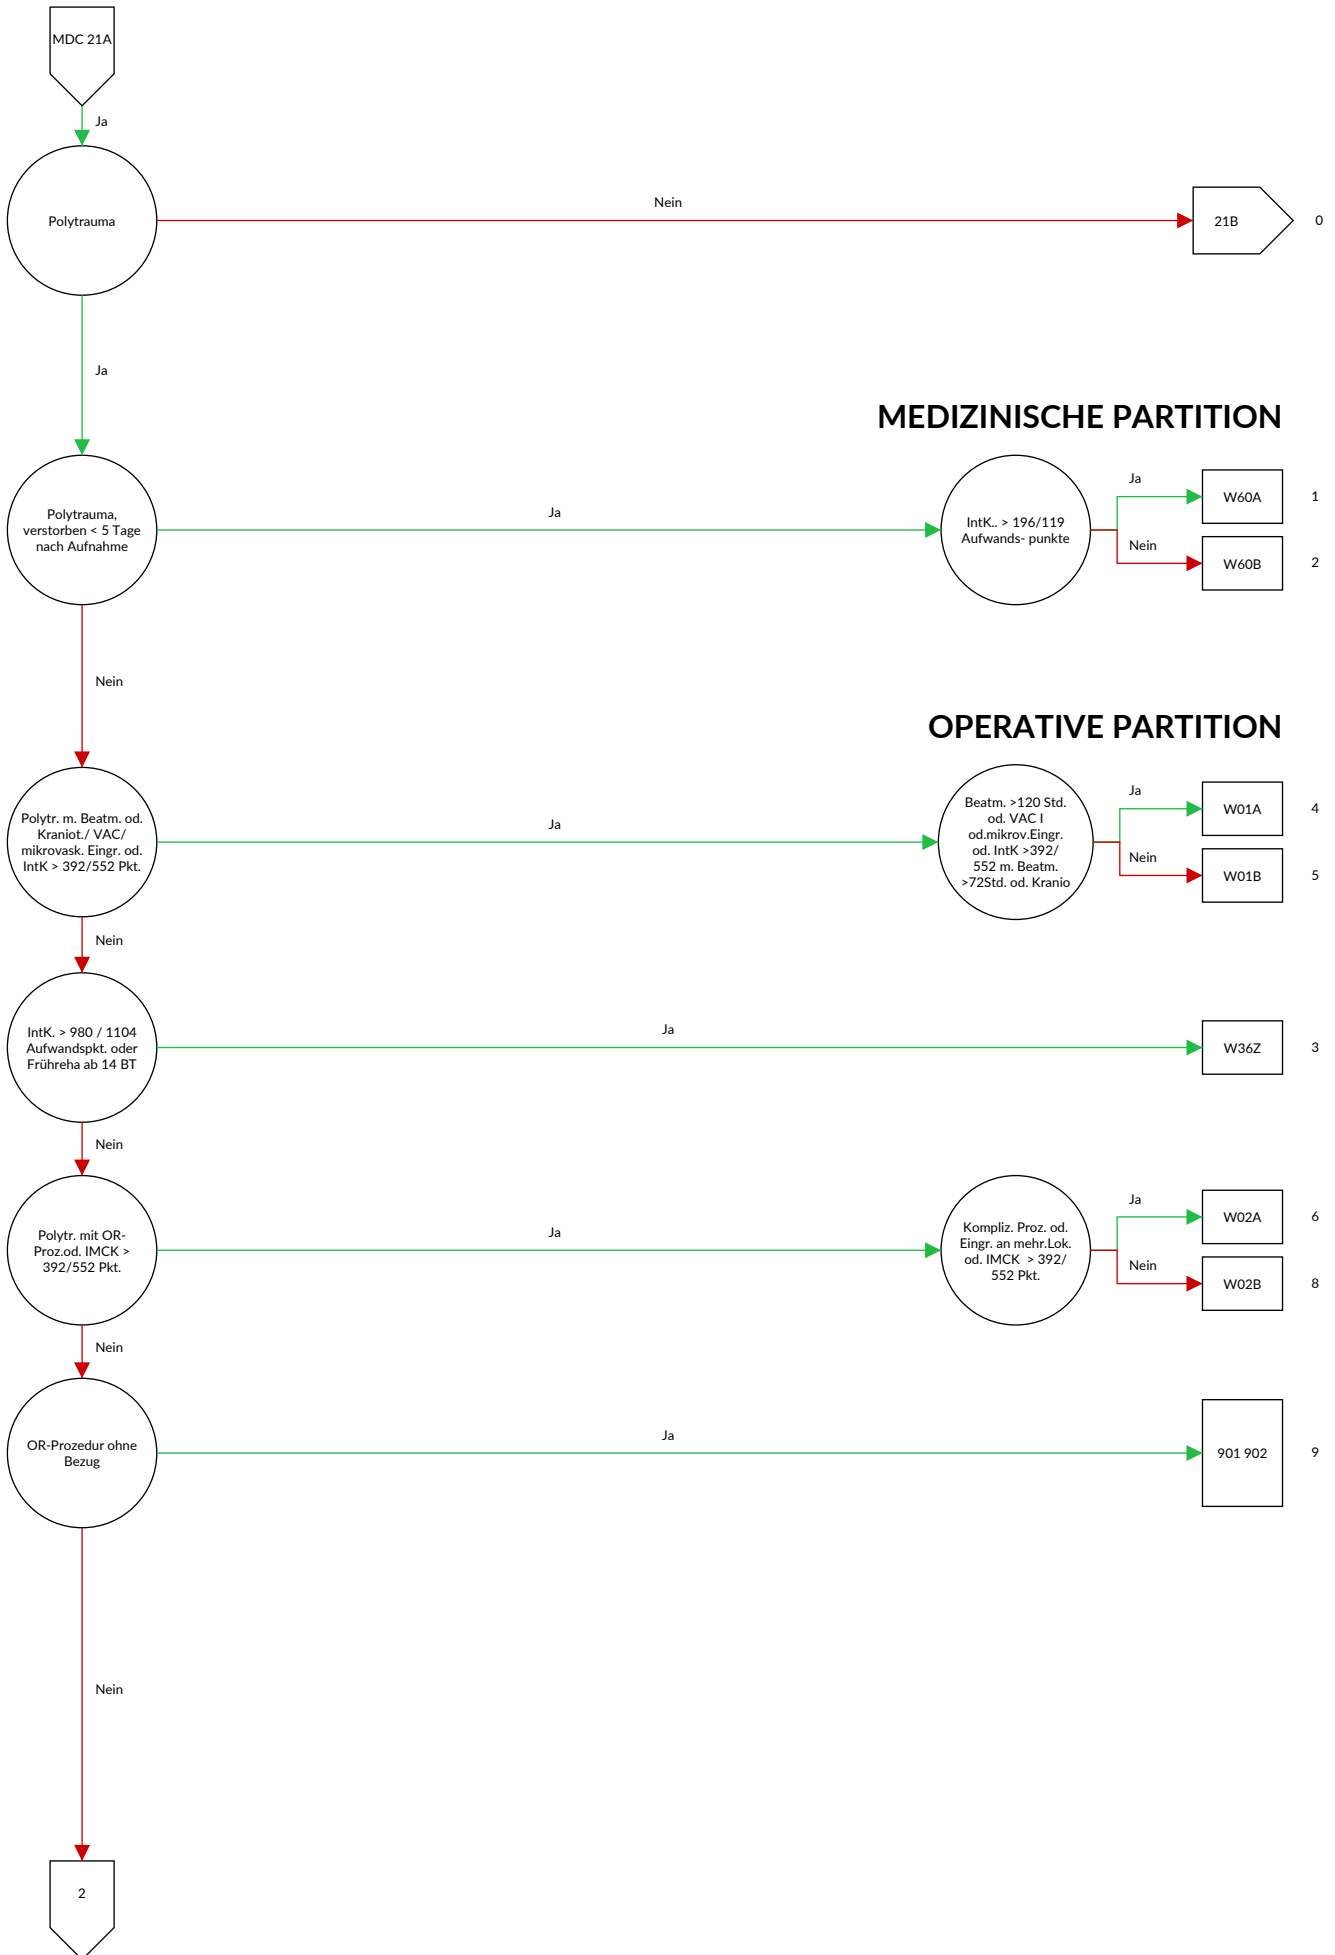 MDC 21A
Ja
Polytrauma
Nein
21B
0
Ja
MEDIZINISCHE PARTITION
Polytrauma,
verstorben < 5 Tage
nach Aufnahme
Ja
IntK.. > 196/119
Aufwands- punkte
Ja
W60A
1
Nein
W60B
2
Nein
OPERATIVE PARTITION
Polytr. m. Beatm. od.
Kraniot./ VAC/
mikrovask. Eingr. od.
IntK > 392/552 Pkt.
Ja
Beatm. >120 Std.
od. VAC I
od.mikrov.Eingr.
od. IntK >392/
552 m. Beatm.
>72Std. od. Kranio
Ja
W01A
4
Nein
W01B
5
Nein
IntK. > 980 / 1104
Aufwandspkt. oder
Frühreha ab 14 BT
Ja
W36Z
3
Nein
Polytr. mit OR-
Proz.od. IMCK >
392/552 Pkt.
Ja
Kompliz. Proz. od.
Eingr. an mehr.Lok.
od. IMCK  > 392/
552 Pkt.
Ja
W02A
6
Nein
W02B
8
Nein
OR-Prozedur ohne
Bezug
Ja
901 902
9
Nein
2